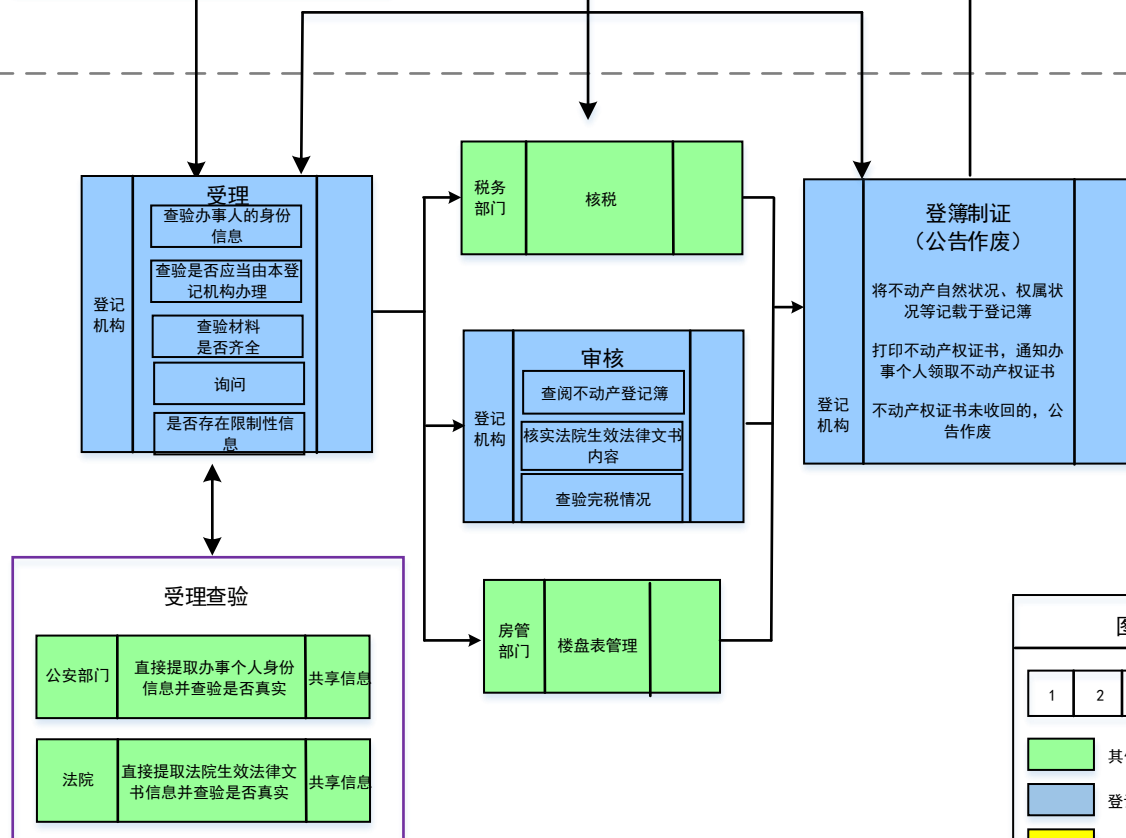 受理
查验办事人的身份
信息
查验是否应当由本登
记机构办理
查验材料
是否齐全
询问
是否存在限制性信
息
登记
机构
税务
部门
核税
登记
机构
审核
查阅不动产登记簿
核实法院生效法律文书
内容
查验完税情况
房管
部门
楼盘表管理
登簿制证
（公告作废）
将不动产自然状况、权属状
况等记载于登记簿
打印不动产权证书，通知办
事个人领取不动产权证书
不动产权证书未收回的，公
告作废
登记
机构
受理查验
公安部门
直接提取办事个人身份
信息并查验是否真实
共享信息
法院
直接提取法院生效法律文
书信息并查验是否真实
共享信息
1
2
其
登